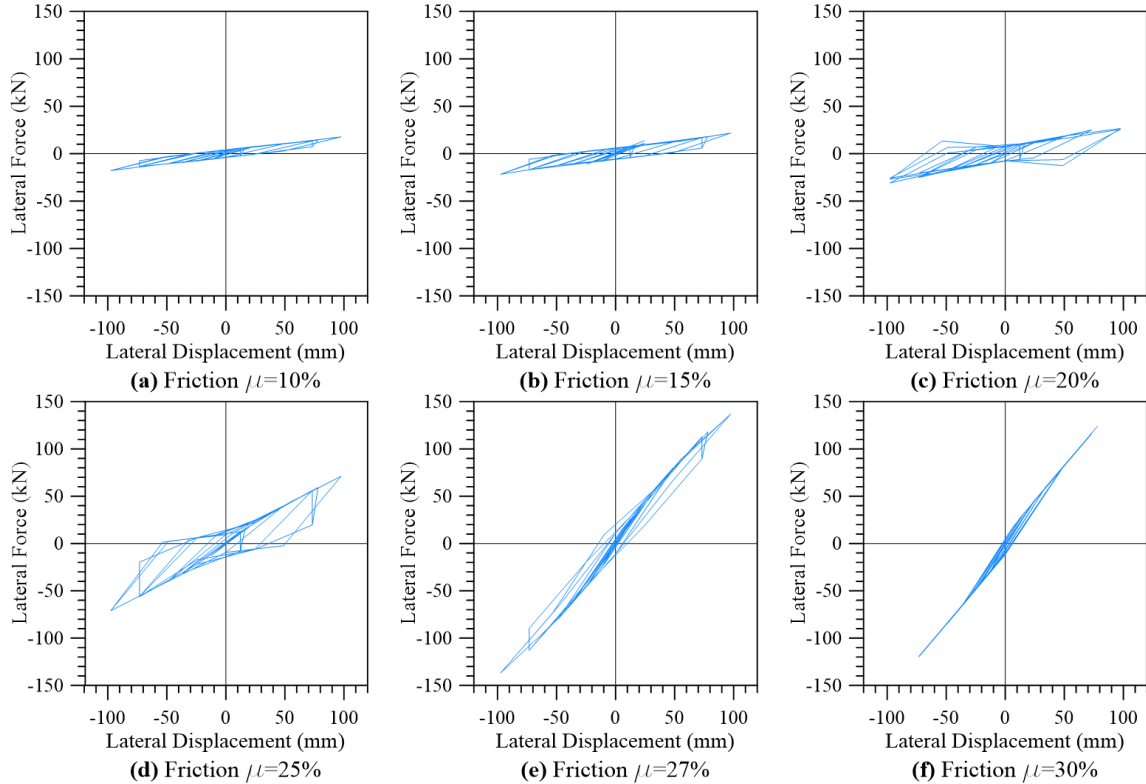 150
100
50
0
-50
-100
-150
Lateral Force (kN)
-100 -50 0 50 100
Lateral Displacement (mm)
(a) Friction μ=10%
150
100
50
0
-50
-100
-150
Lateral Force (kN)
-100 -50 0 50 100
Lateral Displacement (mm)
(b) Friction μ=15%
150
100
50
0
-50
-100
-150
Lateral Force (kN)
-100 -50 0 50 100
Lateral Displacement (mm)
(c) Friction μ=20%
150
100
50
0
-50
-100
-150
Lateral Force (kN)
-100 -50 0 50 100
Lateral Displacement (mm)
(d) Friction μ=25%
150
100
50
0
-50
-100
-150
Lateral Force (kN)
-100 -50 0 50 100
Lateral Displacement (mm)
(e) Friction μ=27%
150
100
50
0
-50
-100
-150
Lateral Force (kN)
-100 -50 0 50 100
Lateral Displacement (mm)
(f) Friction μ=30%